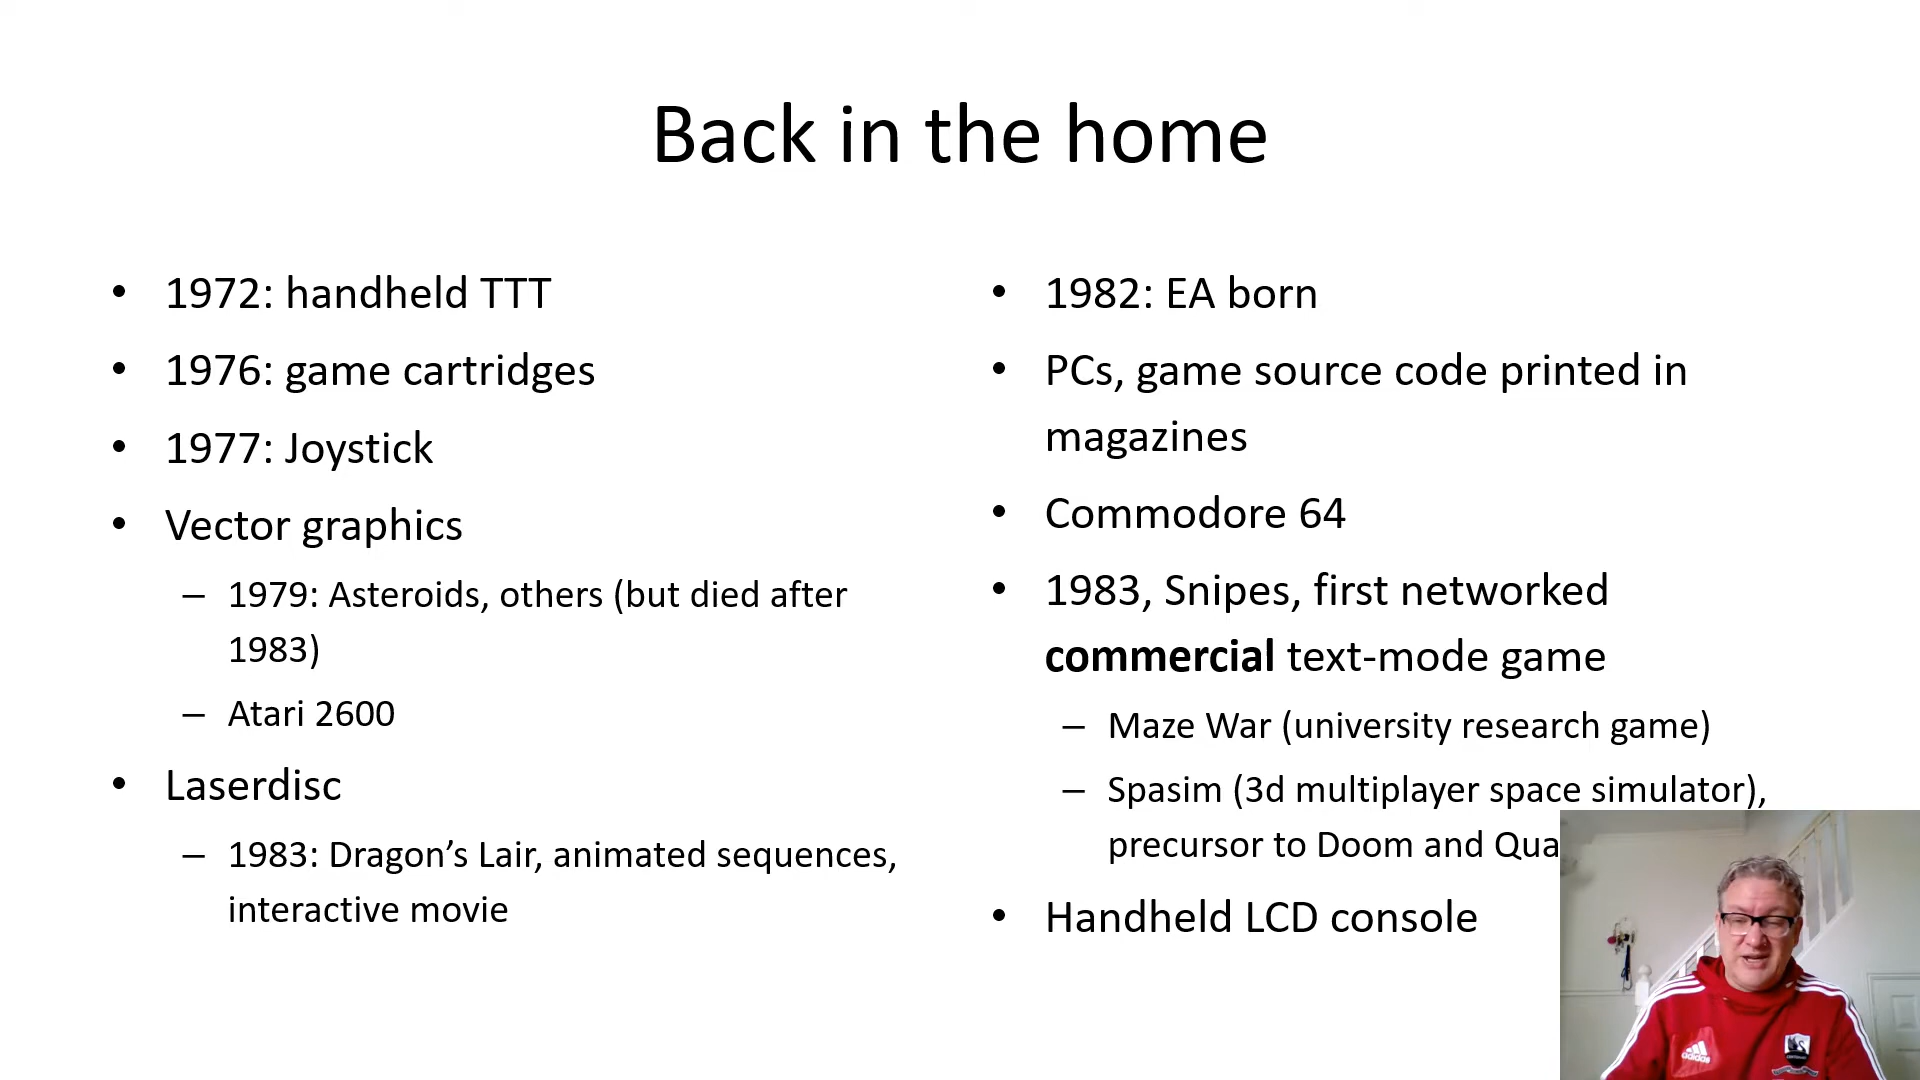 Back in the home
• 1972: handheld TTT
• 1976: game cartridges
• 1977: Joystick
• Vector graphics
– 1979: Asteroids, others (but died after
1983)
– Atari 2600
• Laserdisc
– 1983: Dragon’s Lair, animated sequences,
interactive movie
• 1982: EA born
• PCs, game source code printed in
magazines
• Commodore 64
• 1983, Snipes, first networked
commercial text-mode game
– Maze War (university research game)
– Spasim (3d multiplayer space simulator),
precursor to Doom and Qua
• Handheld LCD console
adidas